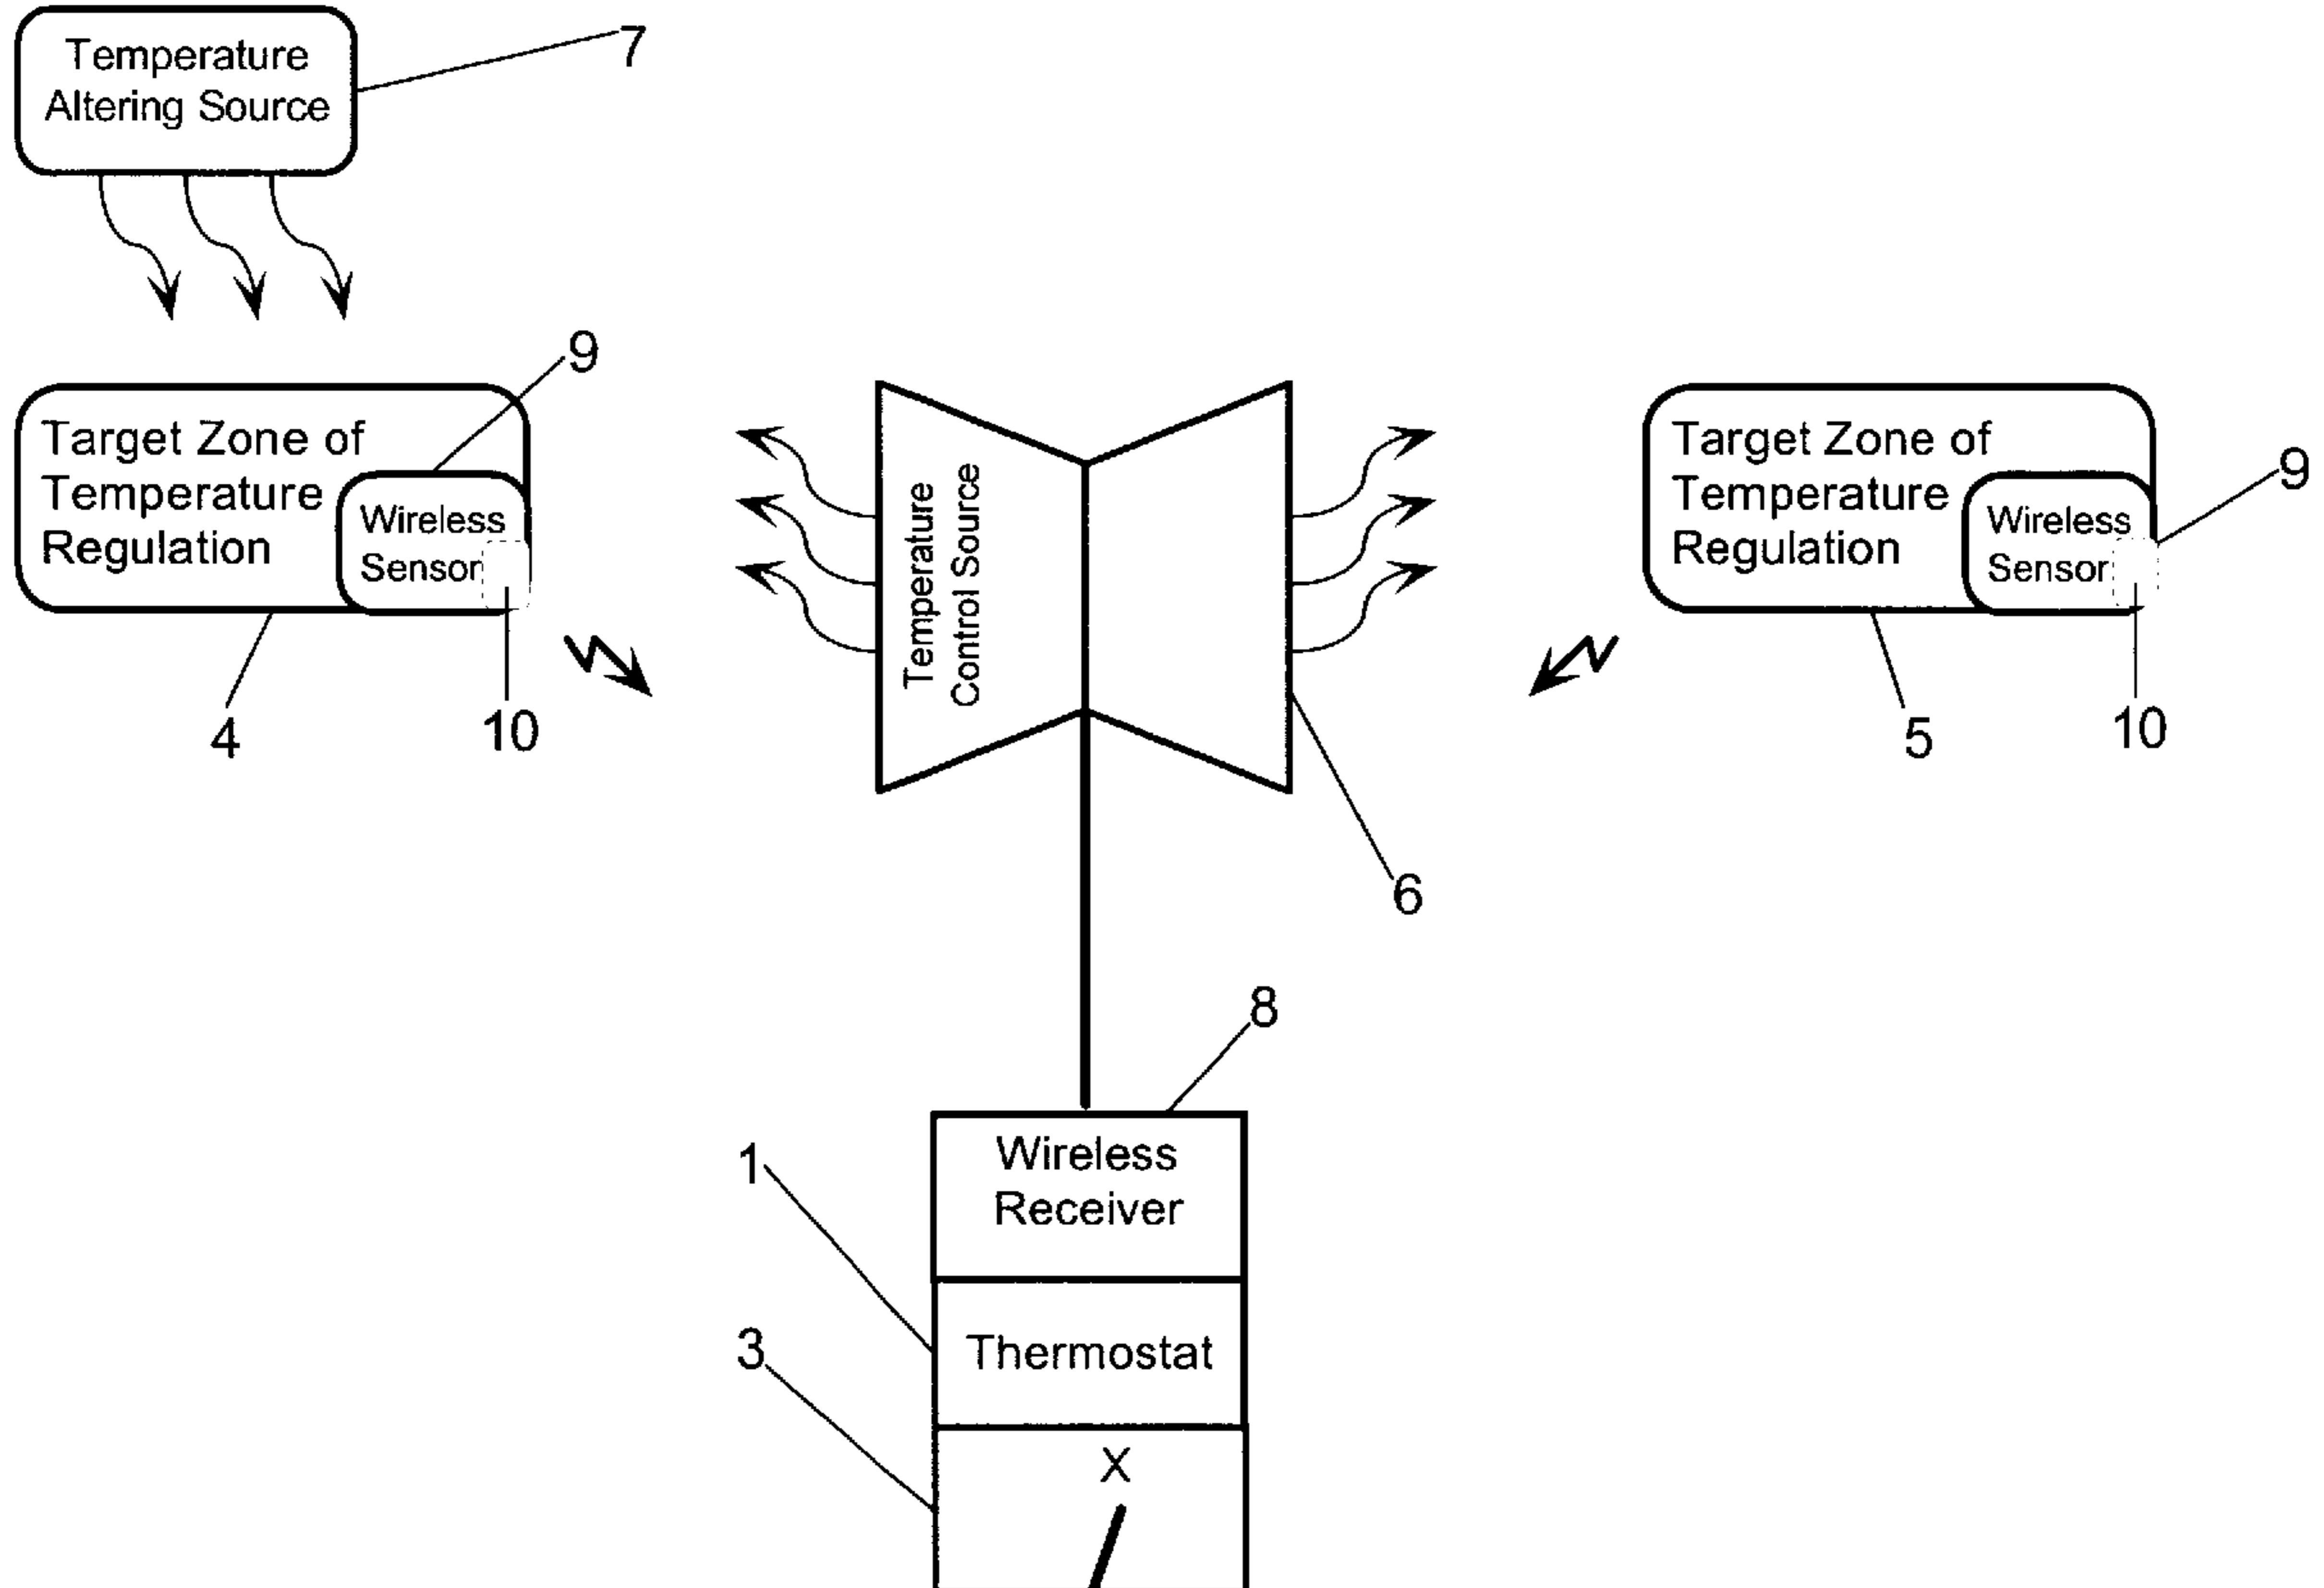 Temperature
Altering Source
7
9
Target Zone of
Temperature
Regulation
Wireless
Sensor
4
10
Temperature
Control Source
6
Target Zone of
Temperature
Regulation
Wireless
Sensor
9
5
10
8
Wireless
Receiver
1
Thermostat
3
X